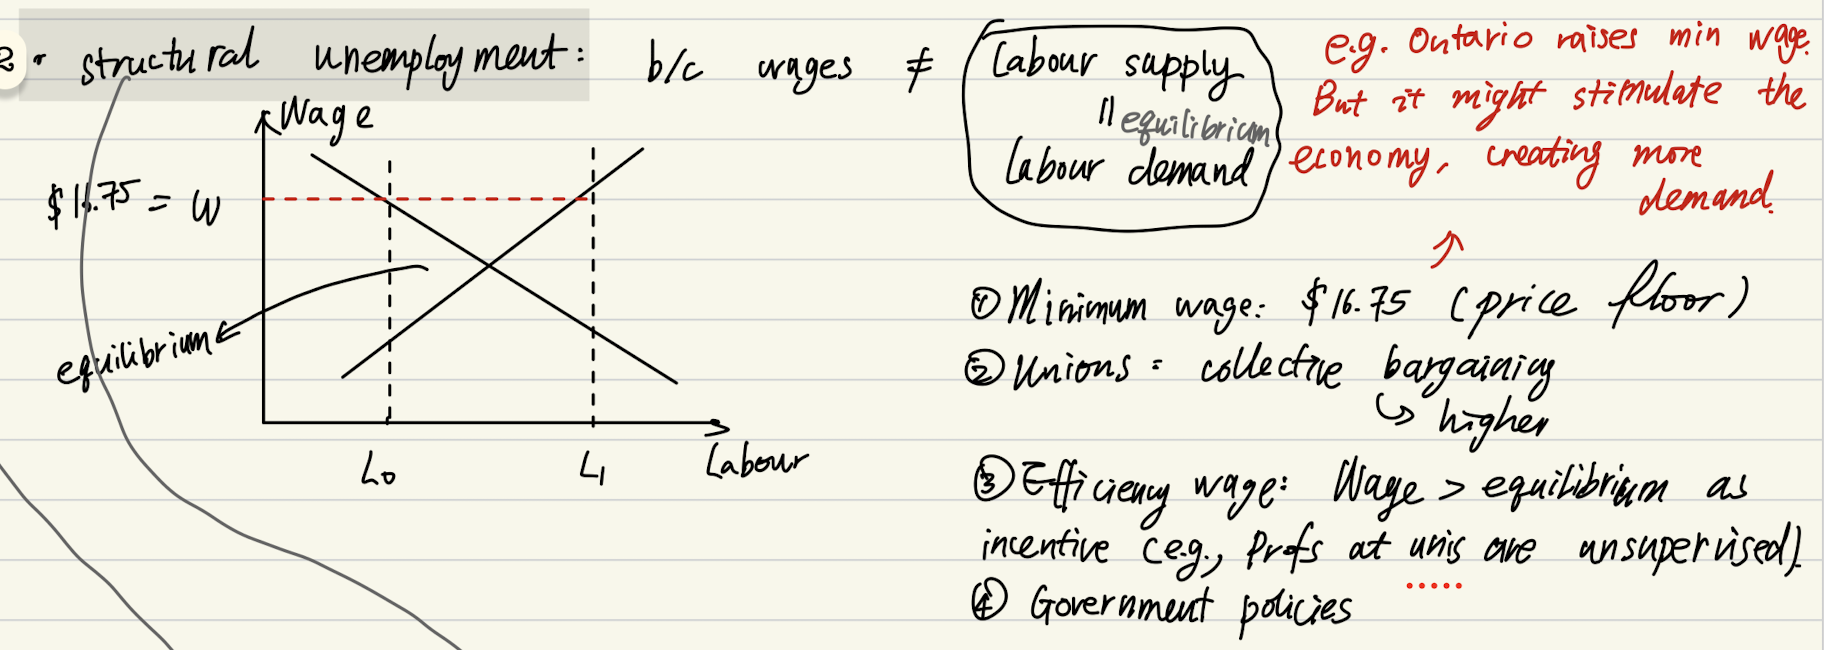 2. structural unemployment: b/c wages ≠ Labour supply
|| equilibrium
Labour demand
e.g. Ontario raises min wage.
But it might stimulate the
economy, creating more
demand.
Wage
$16.75 = W
equilibrium
L0 L1 Labour
① Minimum wage: $16.75 (price floor)
② Unions: collective bargaining
↳ higher
③ Efficiency wage: Wage > equilibrium as
incentive (e.g., Profs at unis are unsupervised)
④ Government policies